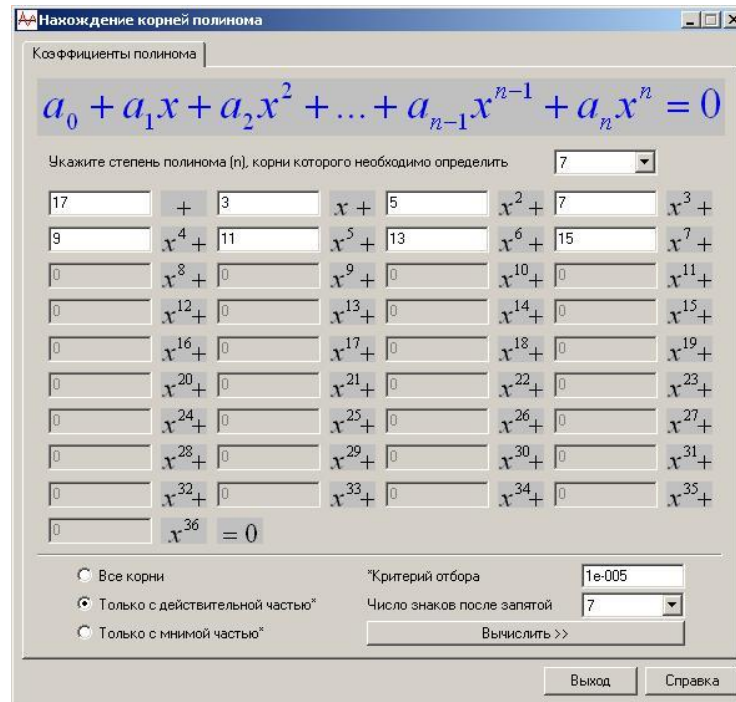 Нахождение корней полинома
Коэффициенты полинома
a₀ + a₁x + a₂x² + ... + aₙ₋₁xⁿ⁻¹ + aₙxⁿ = 0
Укажите степень полинома (n), корни которого необходимо определить 7
17 + 3 x + 5 x² + 7 x³ +
9 x⁴ + 11 x⁵ + 13 x⁶ + 15 x⁷ +
0 x⁸ + 0 x⁹ + 0 x¹⁰ + 0 x¹¹ +
0 x¹² + 0 x¹³ + 0 x¹⁴ + 0 x¹⁵ +
0 x¹⁶ + 0 x¹⁷ + 0 x¹⁸ + 0 x¹⁹ +
0 x²⁰ + 0 x²¹ + 0 x²² + 0 x²³ +
0 x²⁴ + 0 x²⁵ + 0 x²⁶ + 0 x²⁷ +
0 x²⁸ + 0 x²⁹ + 0 x³⁰ + 0 x³¹ +
0 x³² + 0 x³³ + 0 x³⁴ + 0 x³⁵ +
0 x³⁶ = 0
Все корни *Критерий отбора 1e-005
Только с действительной частью* Число знаков после запятой 7
Только с мнимой частью* Вычислить >>
Выход Справка